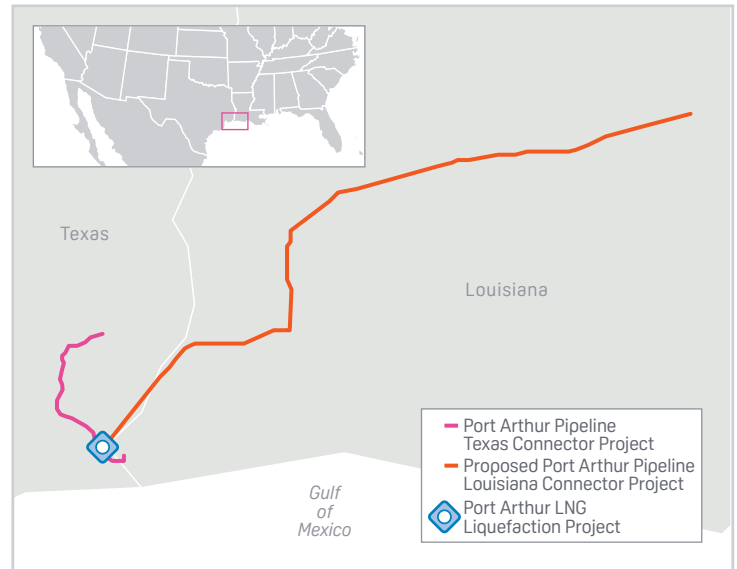 Texas
Louisiana
Gulf
of
Mexico
Port Arthur Pipeline
Texas Connector Project
Proposed Port Arthur Pipeline
Louisiana Connector Project
Port Arthur LNG
Liquefaction Project